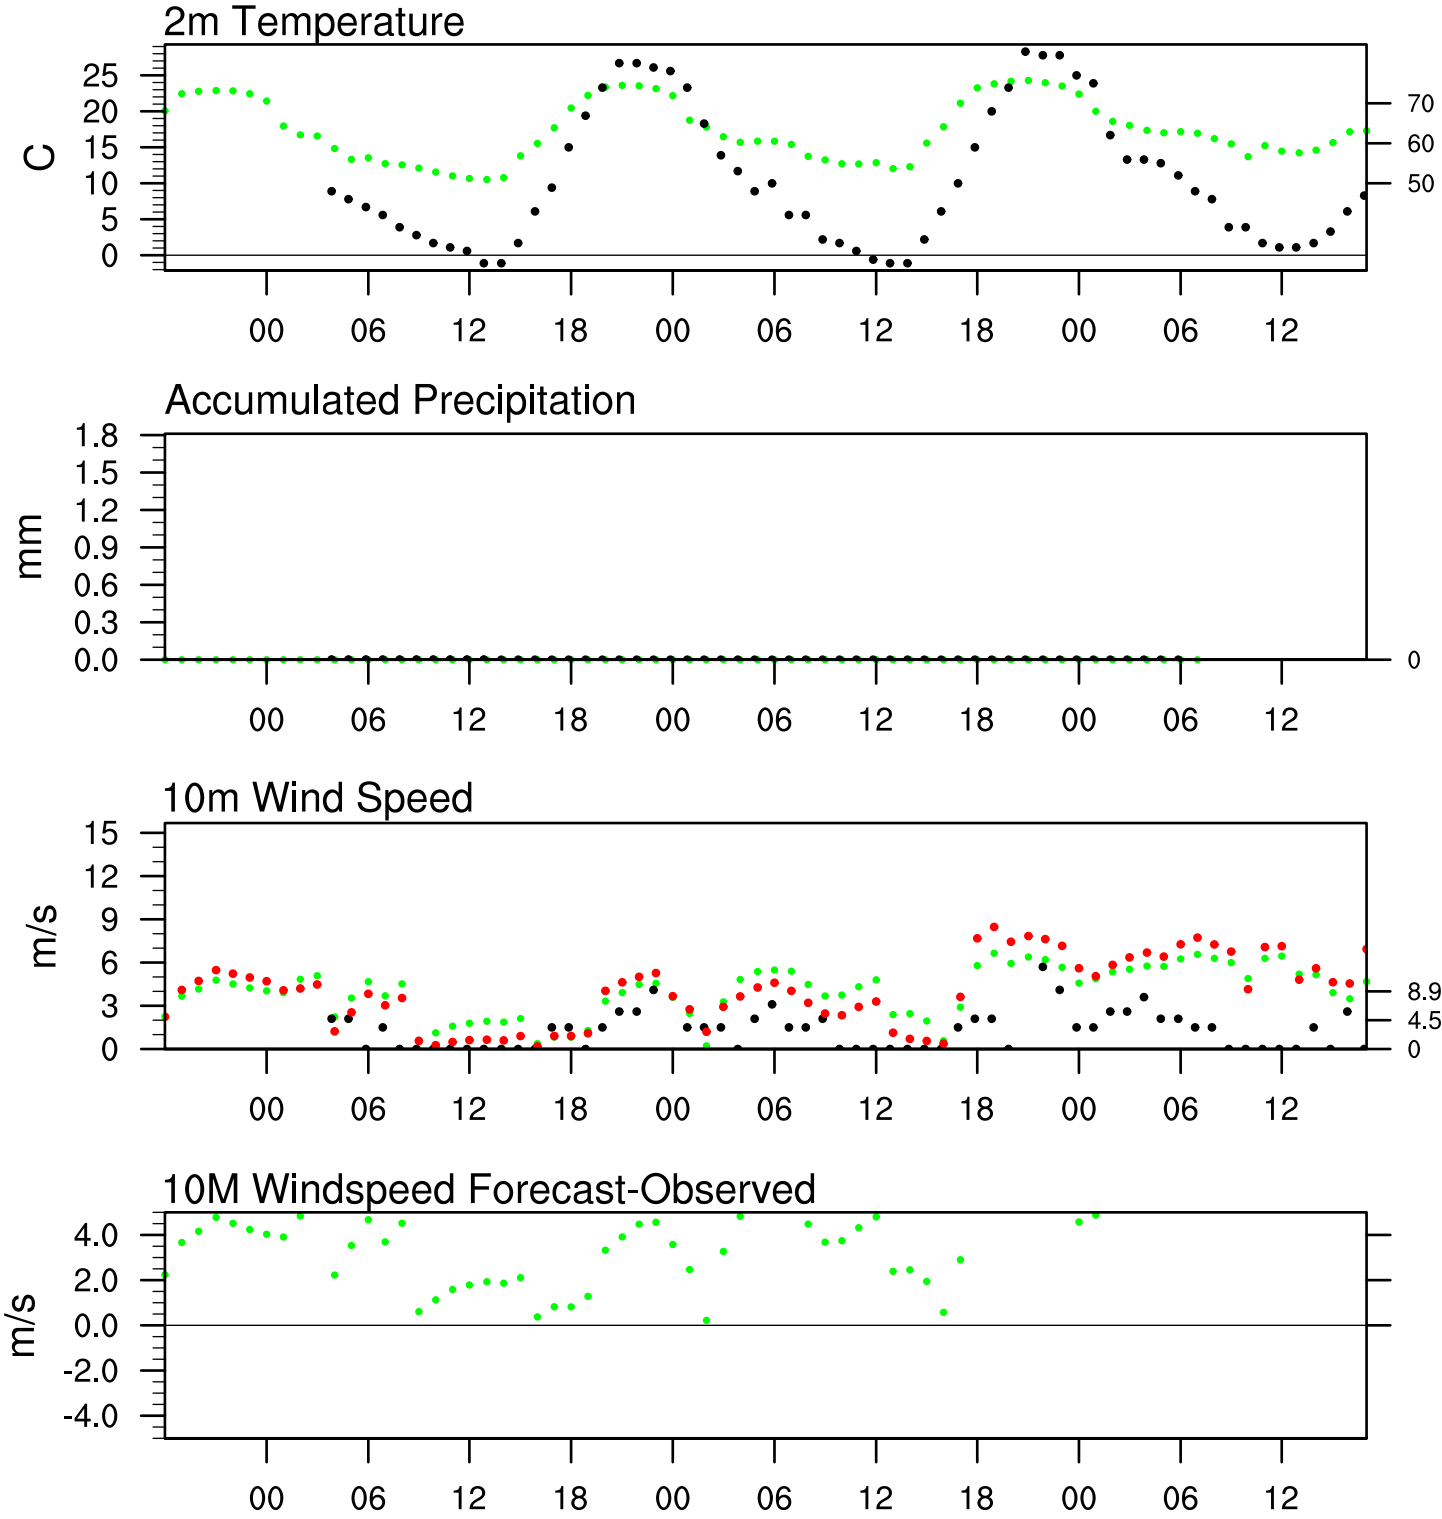 2m Temperature
25
20
15
10
5
0
C
70
60
50
00 06 12 18 00 06 12 18 00 06 12
Accumulated Precipitation
1.8
1.5
1.2
0.9
0.6
0.3
0.0
mm
0
00 06 12 18 00 06 12 18 00 06 12
10m Wind Speed
15
12
9
6
3
0
m/s
8.9
4.5
0
00 06 12 18 00 06 12 18 00 06 12
10M Windspeed Forecast-Observed
4.0
2.0
0.0
-2.0
-4.0
m/s
00 06 12 18 00 06 12 18 00 06 12